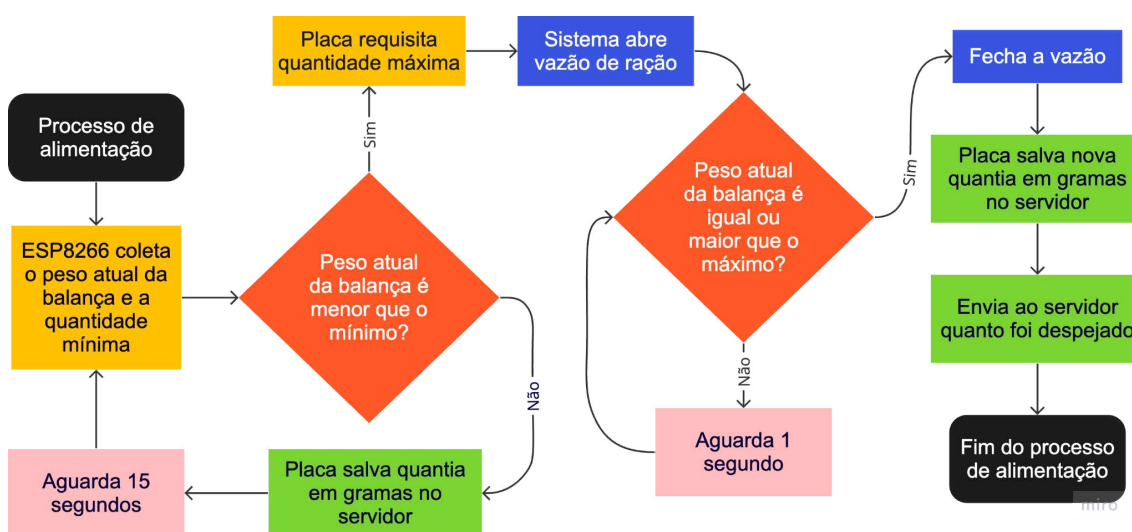 Processo de
alimentação
ESP8266 coleta
o peso atual da
balança e a
quantidade
mínima
Peso atual
da balança é
menor que o
mínimo?
Sim
Placa requisita
quantidade máxima
Sistema abre
vazão de ração
Não
Placa salva quantia
em gramas no
servidor
Aguarda 15
segundos
Peso atual
da balança é
igual ou
maior que o
máximo?
Não
Aguarda 1
segundo
Sim
Fecha a vazão
Placa salva nova
quantia em gramas
no servidor
Envia ao servidor
quanto foi despejado
Fim do processo
de alimentação
miro